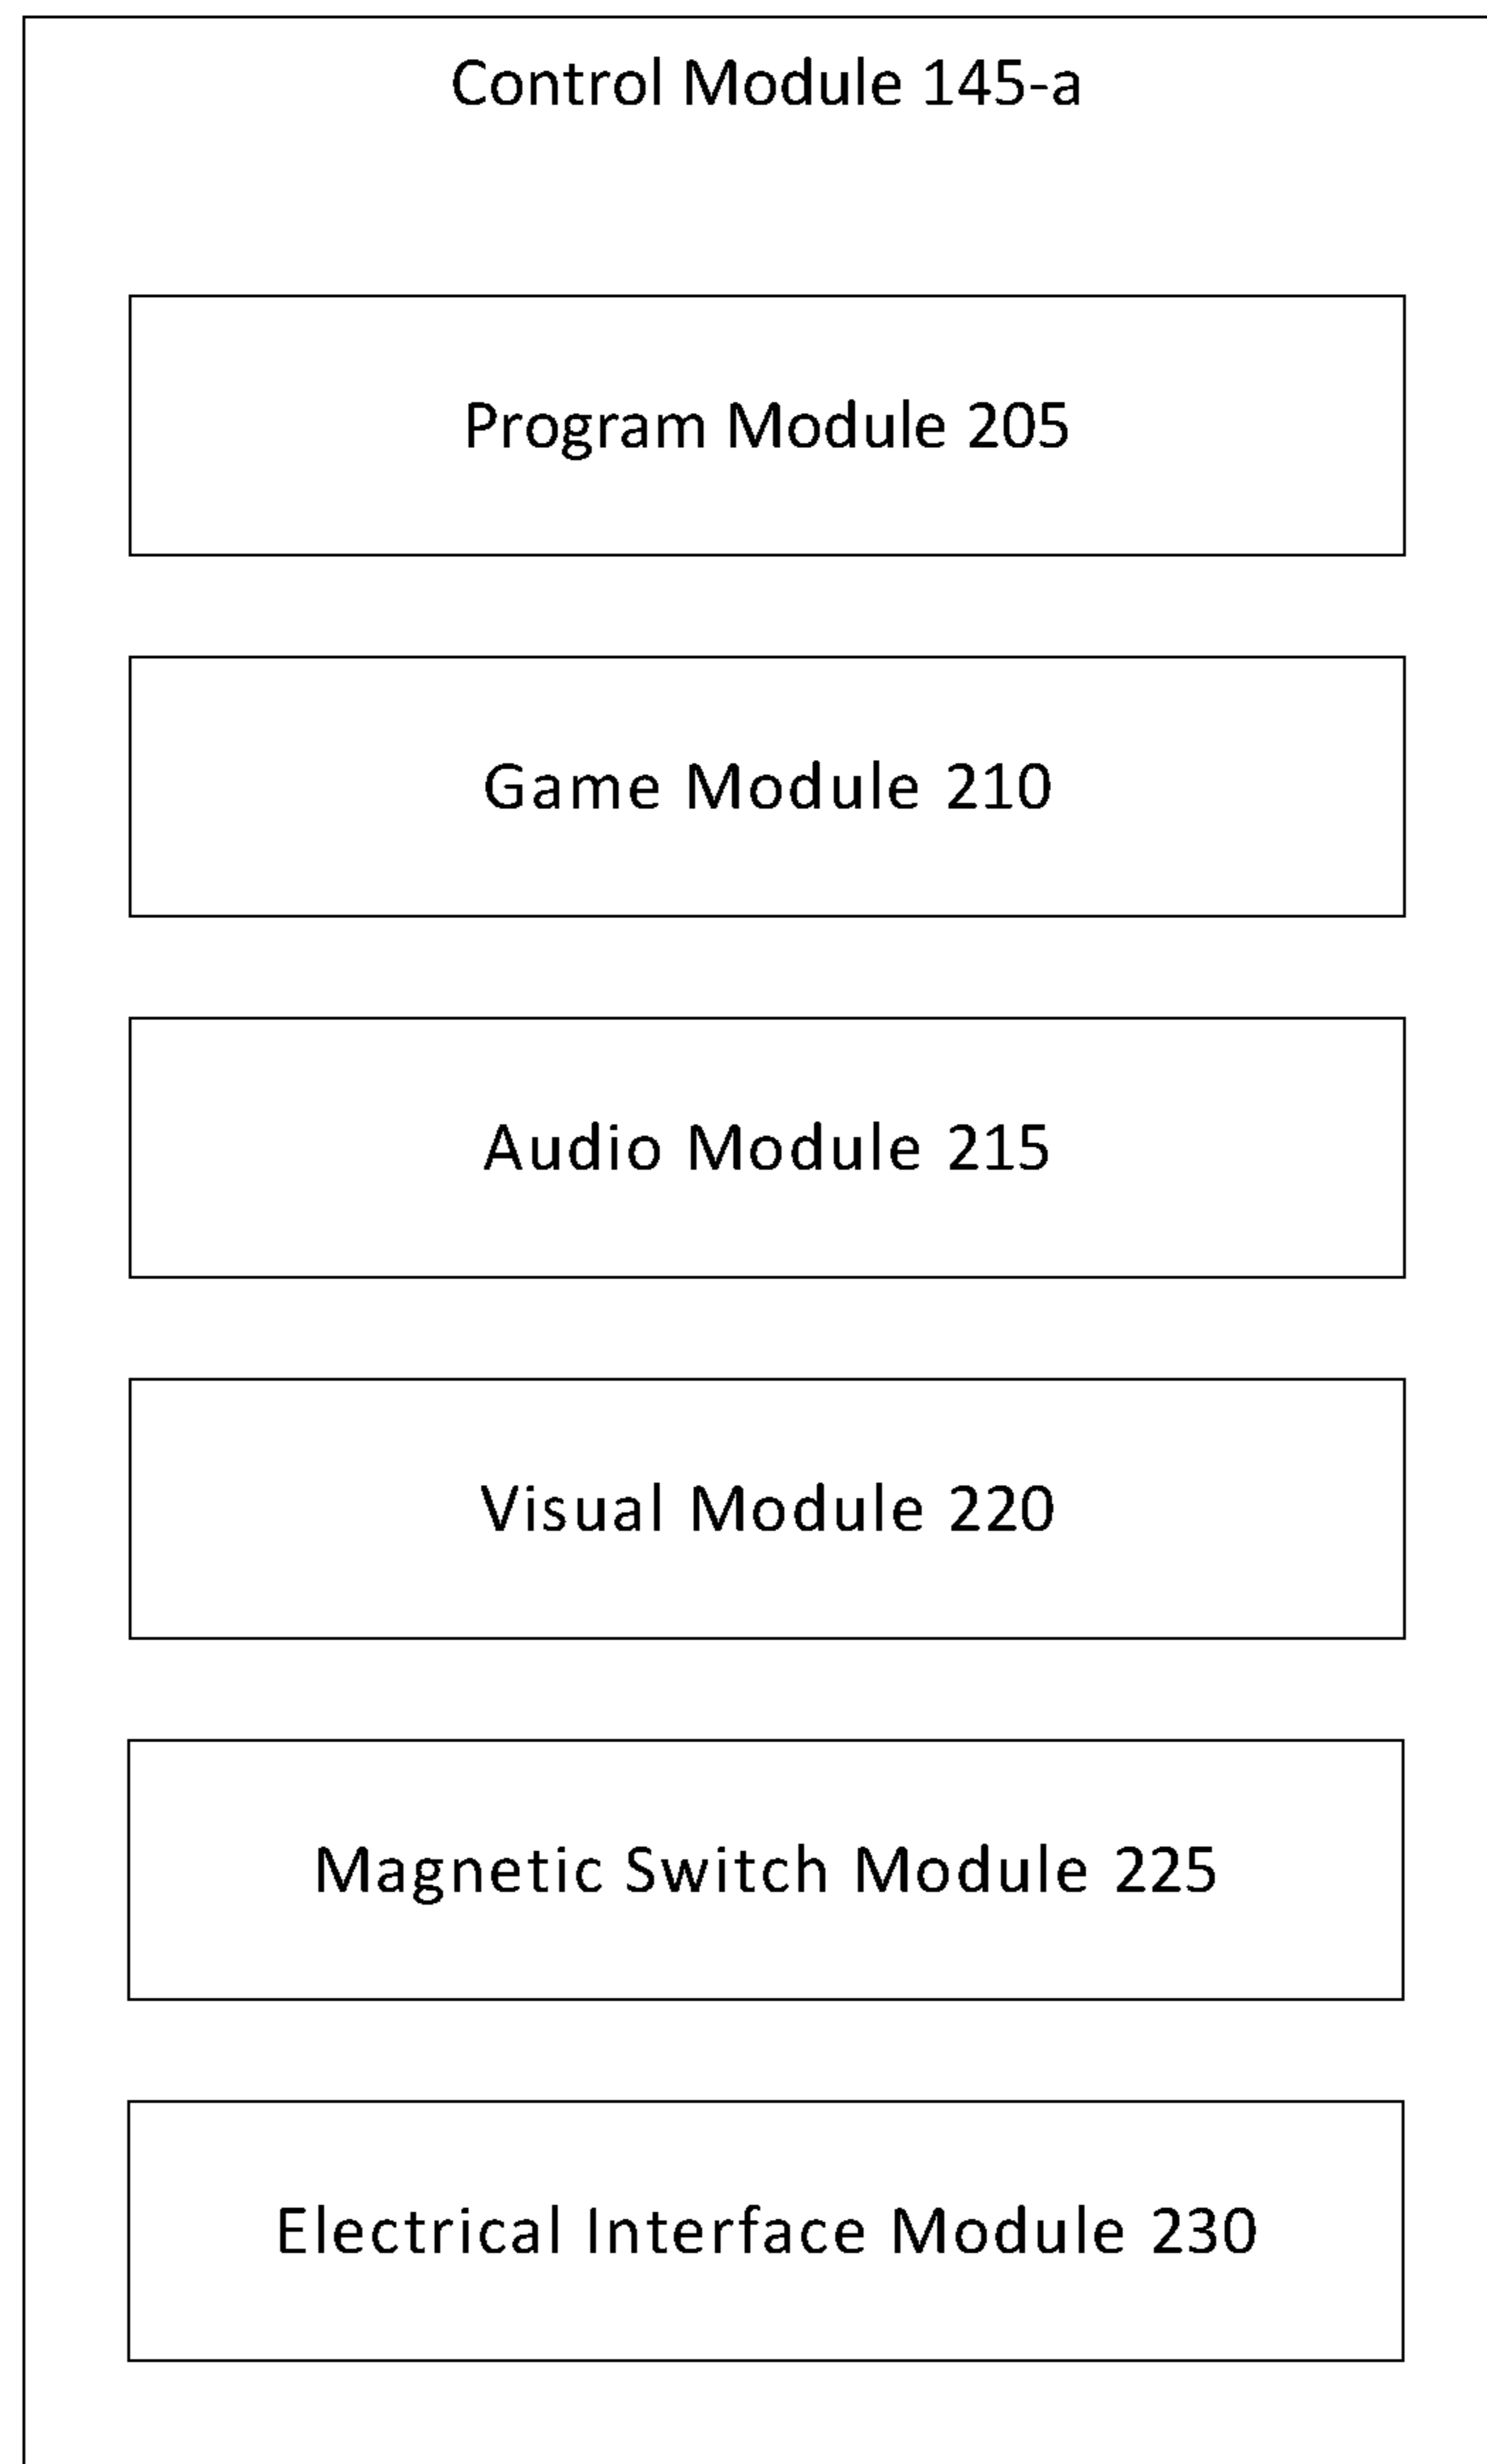 Control Module 145-a
Program Module 205
Game Module 210
Audio Module 215
Visual Module 220
Magnetic Switch Module 225
Electrical Interface Module 230